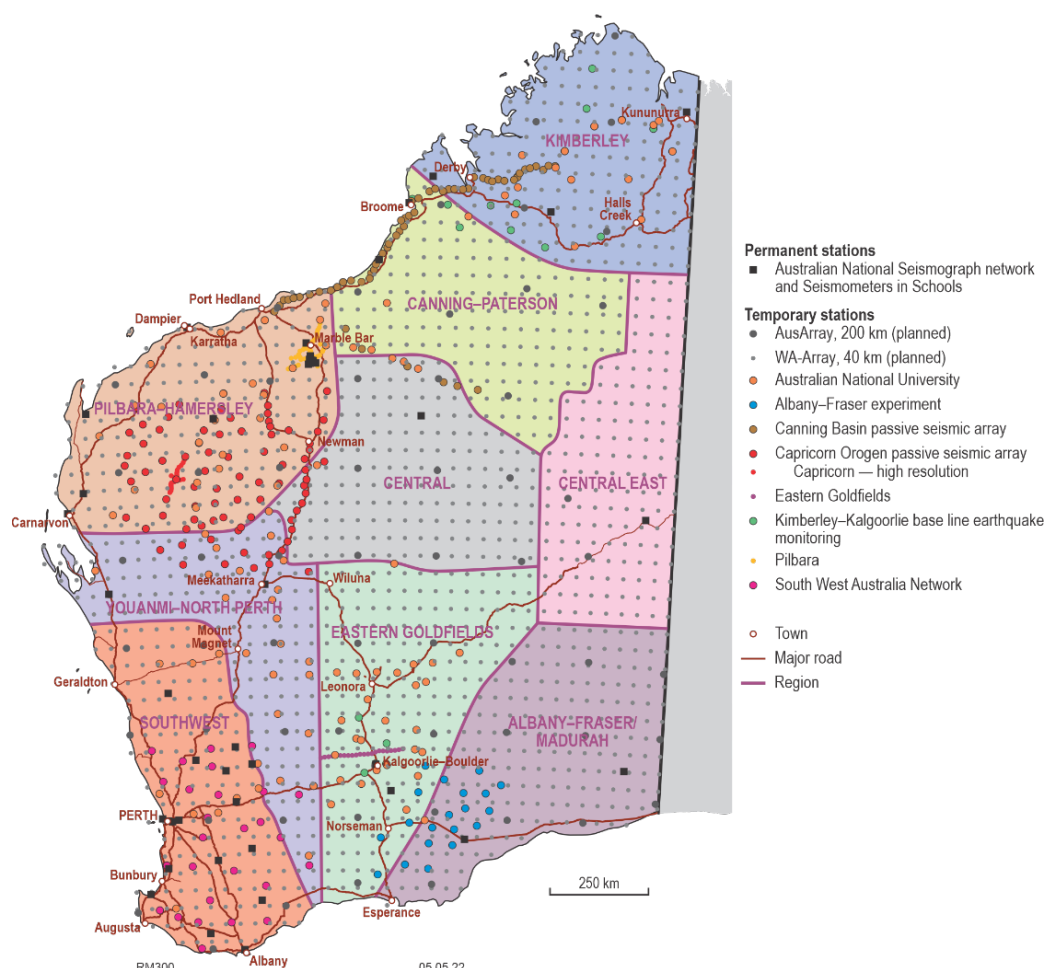 Kununurra
KIMBERLEY
Derby
Broome
Halls
Creek
CANNING–PATERSON
Port Hedland
Dampier
Karratha
Marble Bar
PILBARA–HAMERSLEY
Newman
CENTRAL
CENTRAL EAST
Carnarvon
Meekatharra
Wiluna
YOUANMI–NORTH PERTH
Mount
Magnet
EASTERN GOLDFIELDS
Geraldton
Leonora
SOUTHWEST
ALBANY–FRASER/
MADURAH
Kalgoorlie–Boulder
PERTH
Norseman
Bunbury
250 km
Augusta
Esperance
Albany
RM300
05.05.22
Permanent stations
Australian National Seismograph network
and Seismometers in Schools
Temporary stations
AusArray, 200 km (planned)
WA-Array, 40 km (planned)
Australian National University
Albany–Fraser experiment
Canning Basin passive seismic array
Capricorn Orogen passive seismic array
Capricorn — high resolution
Eastern Goldfields
Kimberley–Kalgoorlie base line earthquake
monitoring
Pilbara
South West Australia Network
Town
Major road
Region